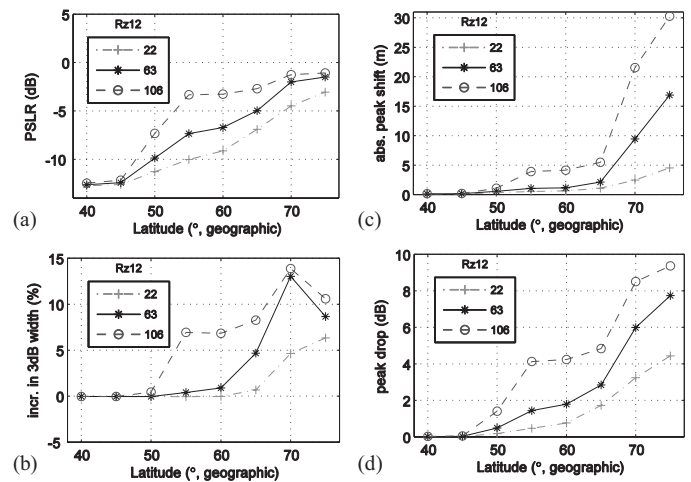 Rz12
22
63
106
5
0
-5
-10
PSLR (dB)
40 50 60 70
Latitude (°, geographic)
(a)
Rz12
22
63
106
30
25
20
15
10
5
0
abs. peak shift (m)
40 50 60 70
Latitude (°, geographic)
(c)
Rz12
22
63
106
15
10
5
0
-5
incr. in 3dB width (%)
40 50 60 70
Latitude (°, geographic)
(b)
Rz12
22
63
106
10
8
6
4
2
0
peak drop (dB)
40 50 60 70
Latitude (°, geographic)
(d)